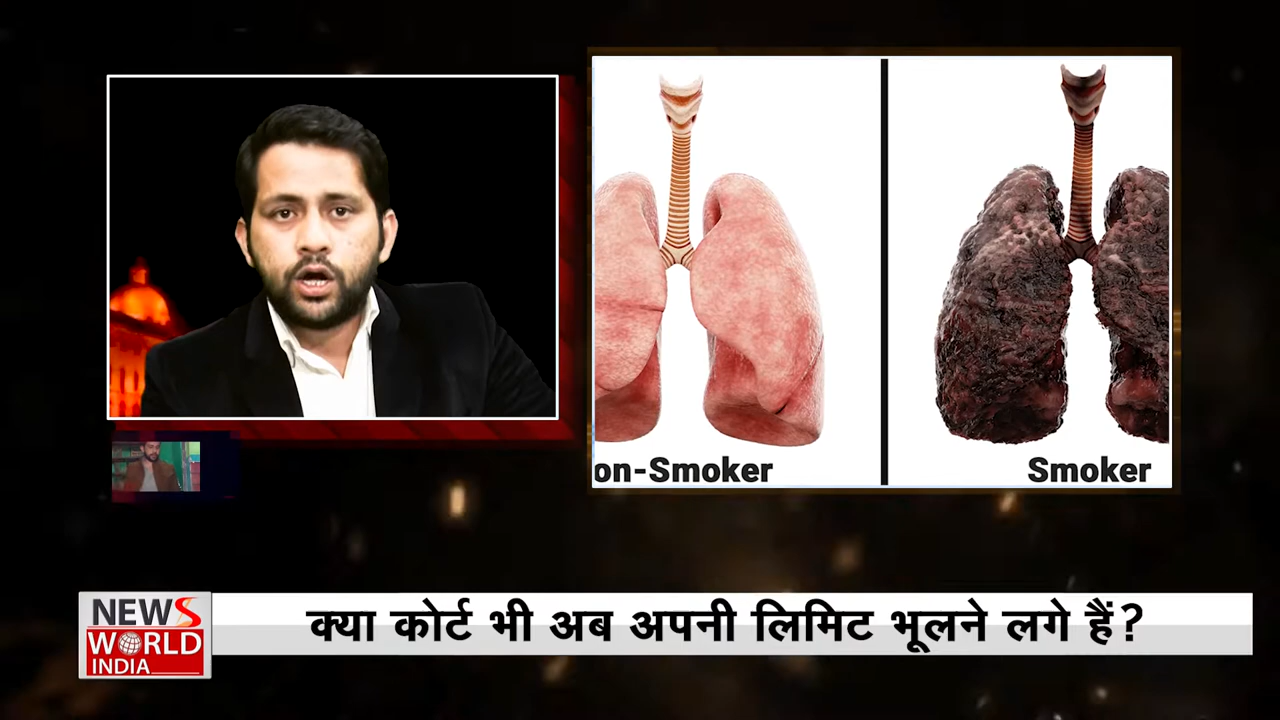 on-Smoker
Smoker
NEWS
WORLD
INDIA
क्या कोर्ट भी अब अपनी लिमिट भूलने लगे हैं?